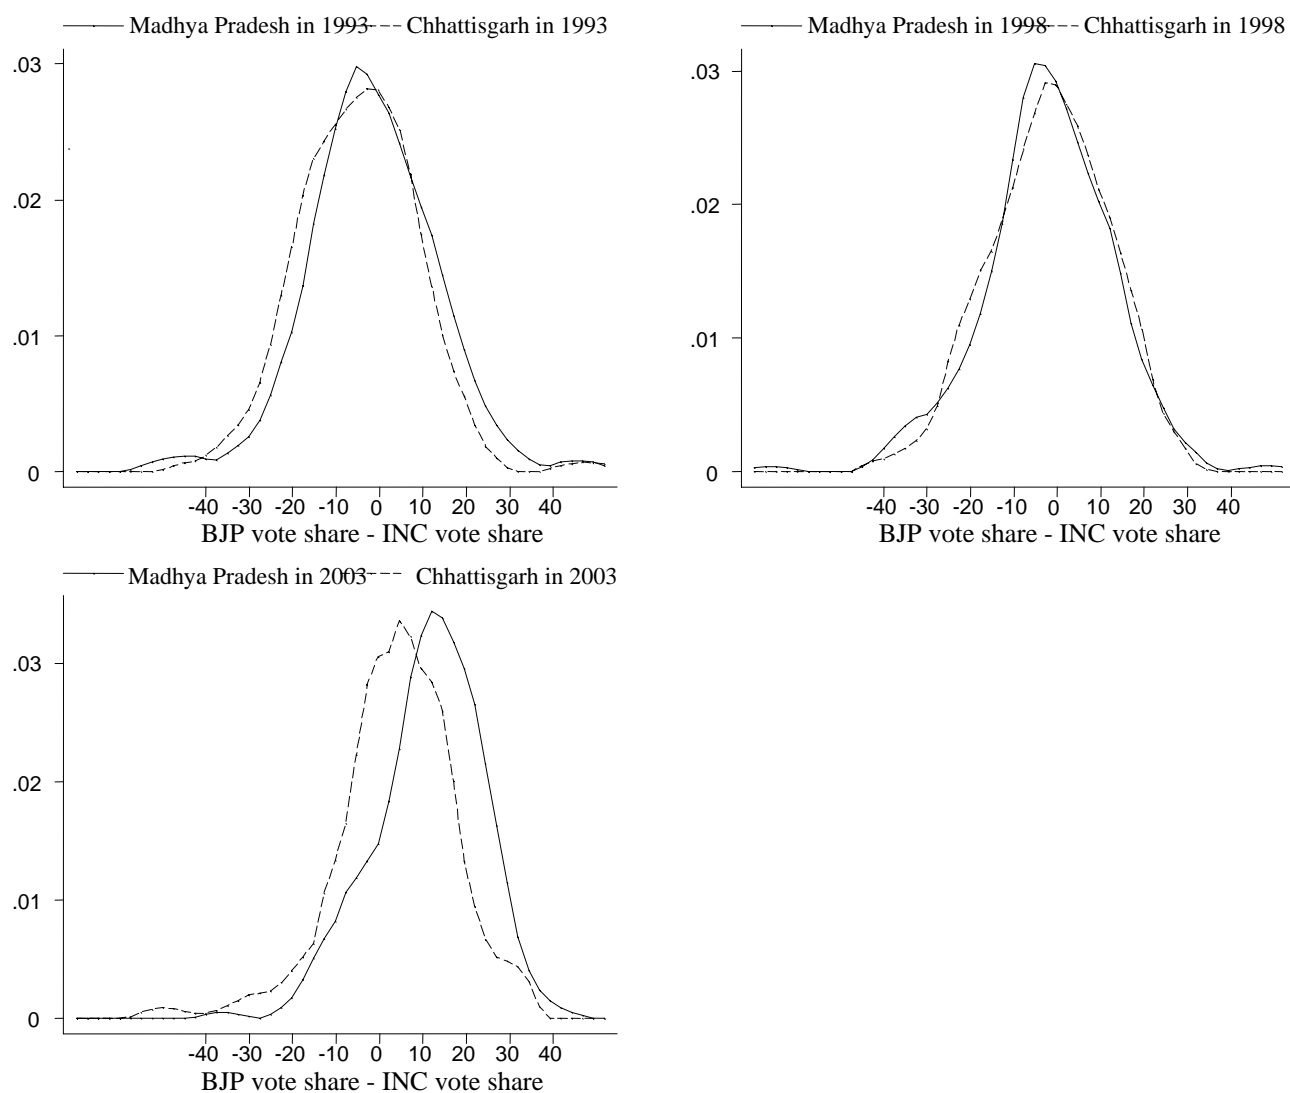 Madhya Pradesh in 1993 Chhattisgarh in 1993
.03
.02
.01
0
-40 -30 -20 -10 0 10 20 30 40
BJP vote share - INC vote share
Madhya Pradesh in 1998 Chhattisgarh in 1998
.03
.02
.01
0
-40 -30 -20 -10 0 10 20 30 40
BJP vote share - INC vote share
Madhya Pradesh in 2003 Chhattisgarh in 2003
.03
.02
.01
0
-40 -30 -20 -10 0 10 20 30 40
BJP vote share - INC vote share